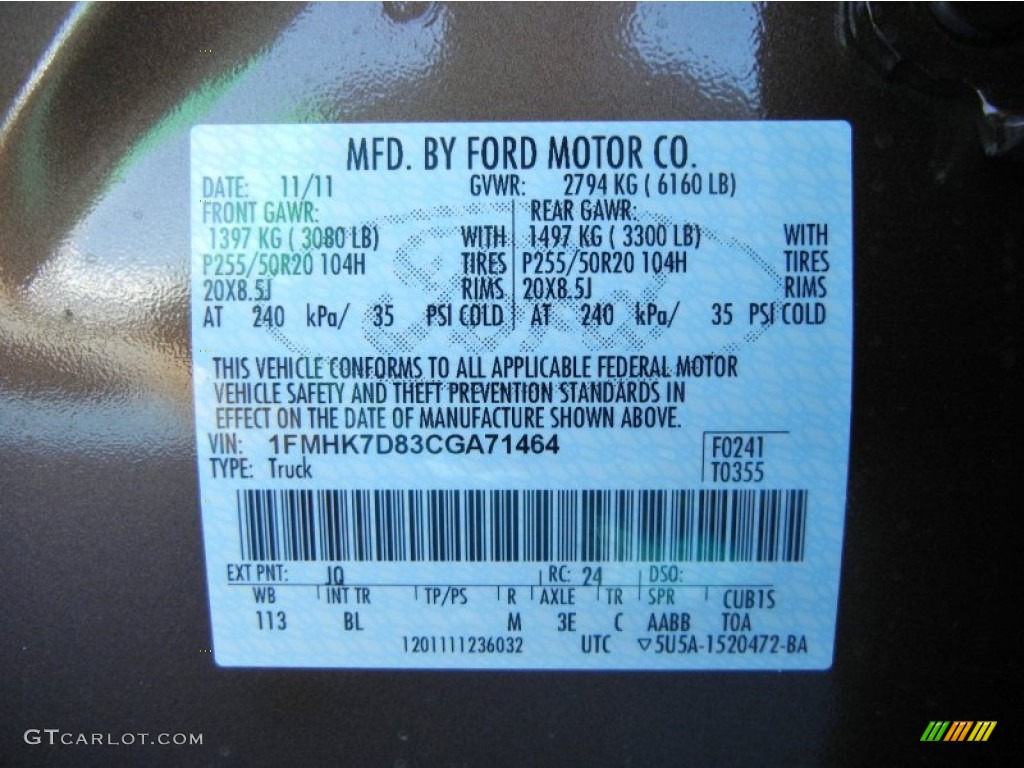 MFD. BY FORD MOTOR CO.
DATE: 11/11 GVWR: 2794 KG ( 6160 LB)
FRONT GAWR: REAR GAWR:
1397 KG ( 3080 LB) WITH 1497 KG ( 3300 LB) WITH
P255/50R20 104H TIRES P255/50R20 104H TIRES
20X8.5J RIMS 20X8.5J RIMS
AT 240 kPa/ 35 PSI COLD AT 240 kPa/ 35 PSI COLD
THIS VEHICLE CONFORMS TO ALL APPLICABLE FEDERAL MOTOR
VEHICLE SAFETY AND THEFT PREVENTION STANDARDS IN
EFFECT ON THE DATE OF MANUFACTURE SHOWN ABOVE.
VIN: 1FMHK7D83CGA71464 F0241
TYPE: Truck T0355
EXT PNT: JQ RC: 24 DSO:
WB INT TR TP/PS R AXLE TR SPR CUB1S
113 BL M 3E C AABB TOA
1201111236032 UTC ▽5U5A-1520472-BA
GTCARLOT.COM